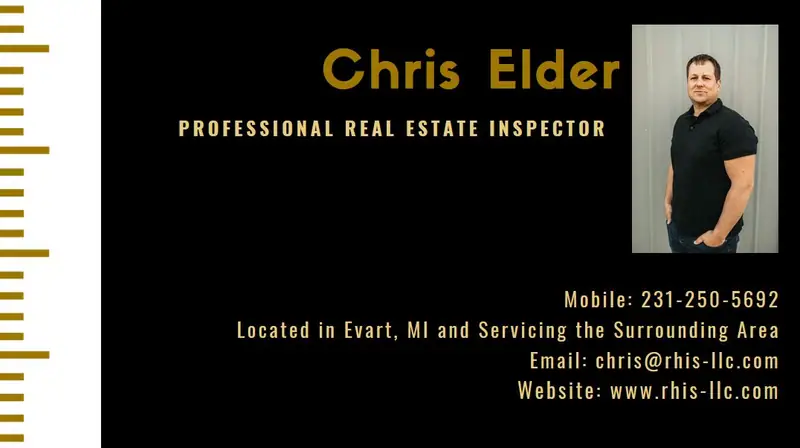 Chris Elder
PROFESSIONAL REAL ESTATE INSPECTOR
Mobile: 231-250-5692
Located in Evart, MI and Servicing the Surrounding Area
Email: chris@rhis-llc.com
Website: www.rhis-llc.com